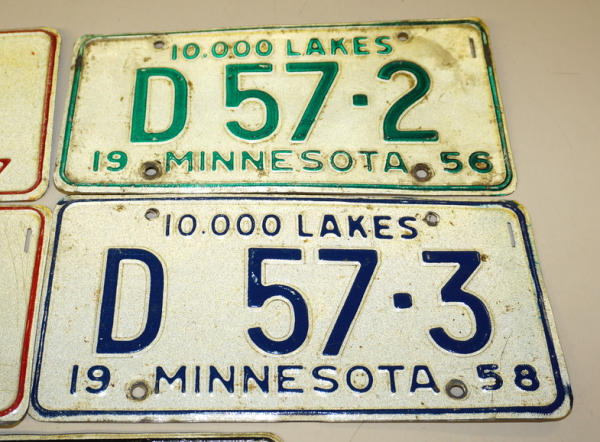 10.000 LAKES
D 57·2
19 MINNESOTA 56
10.000 LAKES
D 57·3
19 MINNESOTA 58